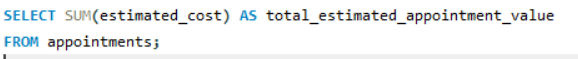 SELECT SUM(estimated_cost) AS total_estimated_appointment_value
FROM appointments;